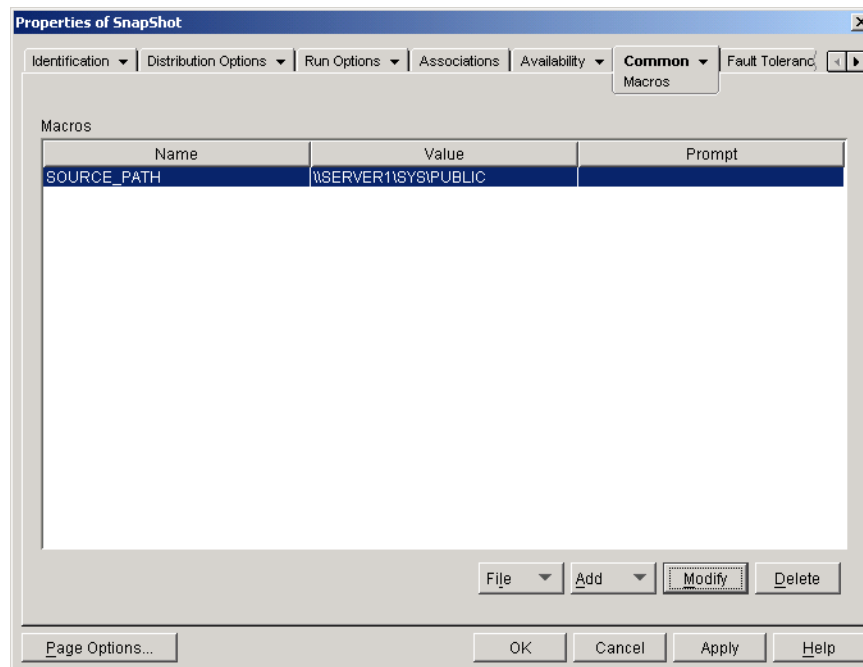 Properties of SnapShot
Identification Distribution Options Run Options Associations Availability Common Fault Toleranc
Macros
Macros
Name Value Prompt
SOURCE_PATH \\SERVER1\SYS\PUBLIC
File Add Modify Delete
Page Options... OK Cancel Apply Help